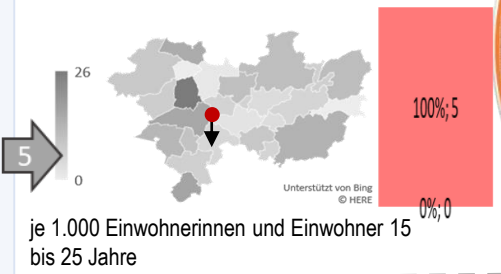 26
5
0
100%; 5
0%; 0
Unterstützt von Bing
© HERE
je 1.000 Einwohnerinnen und Einwohner 15
bis 25 Jahre